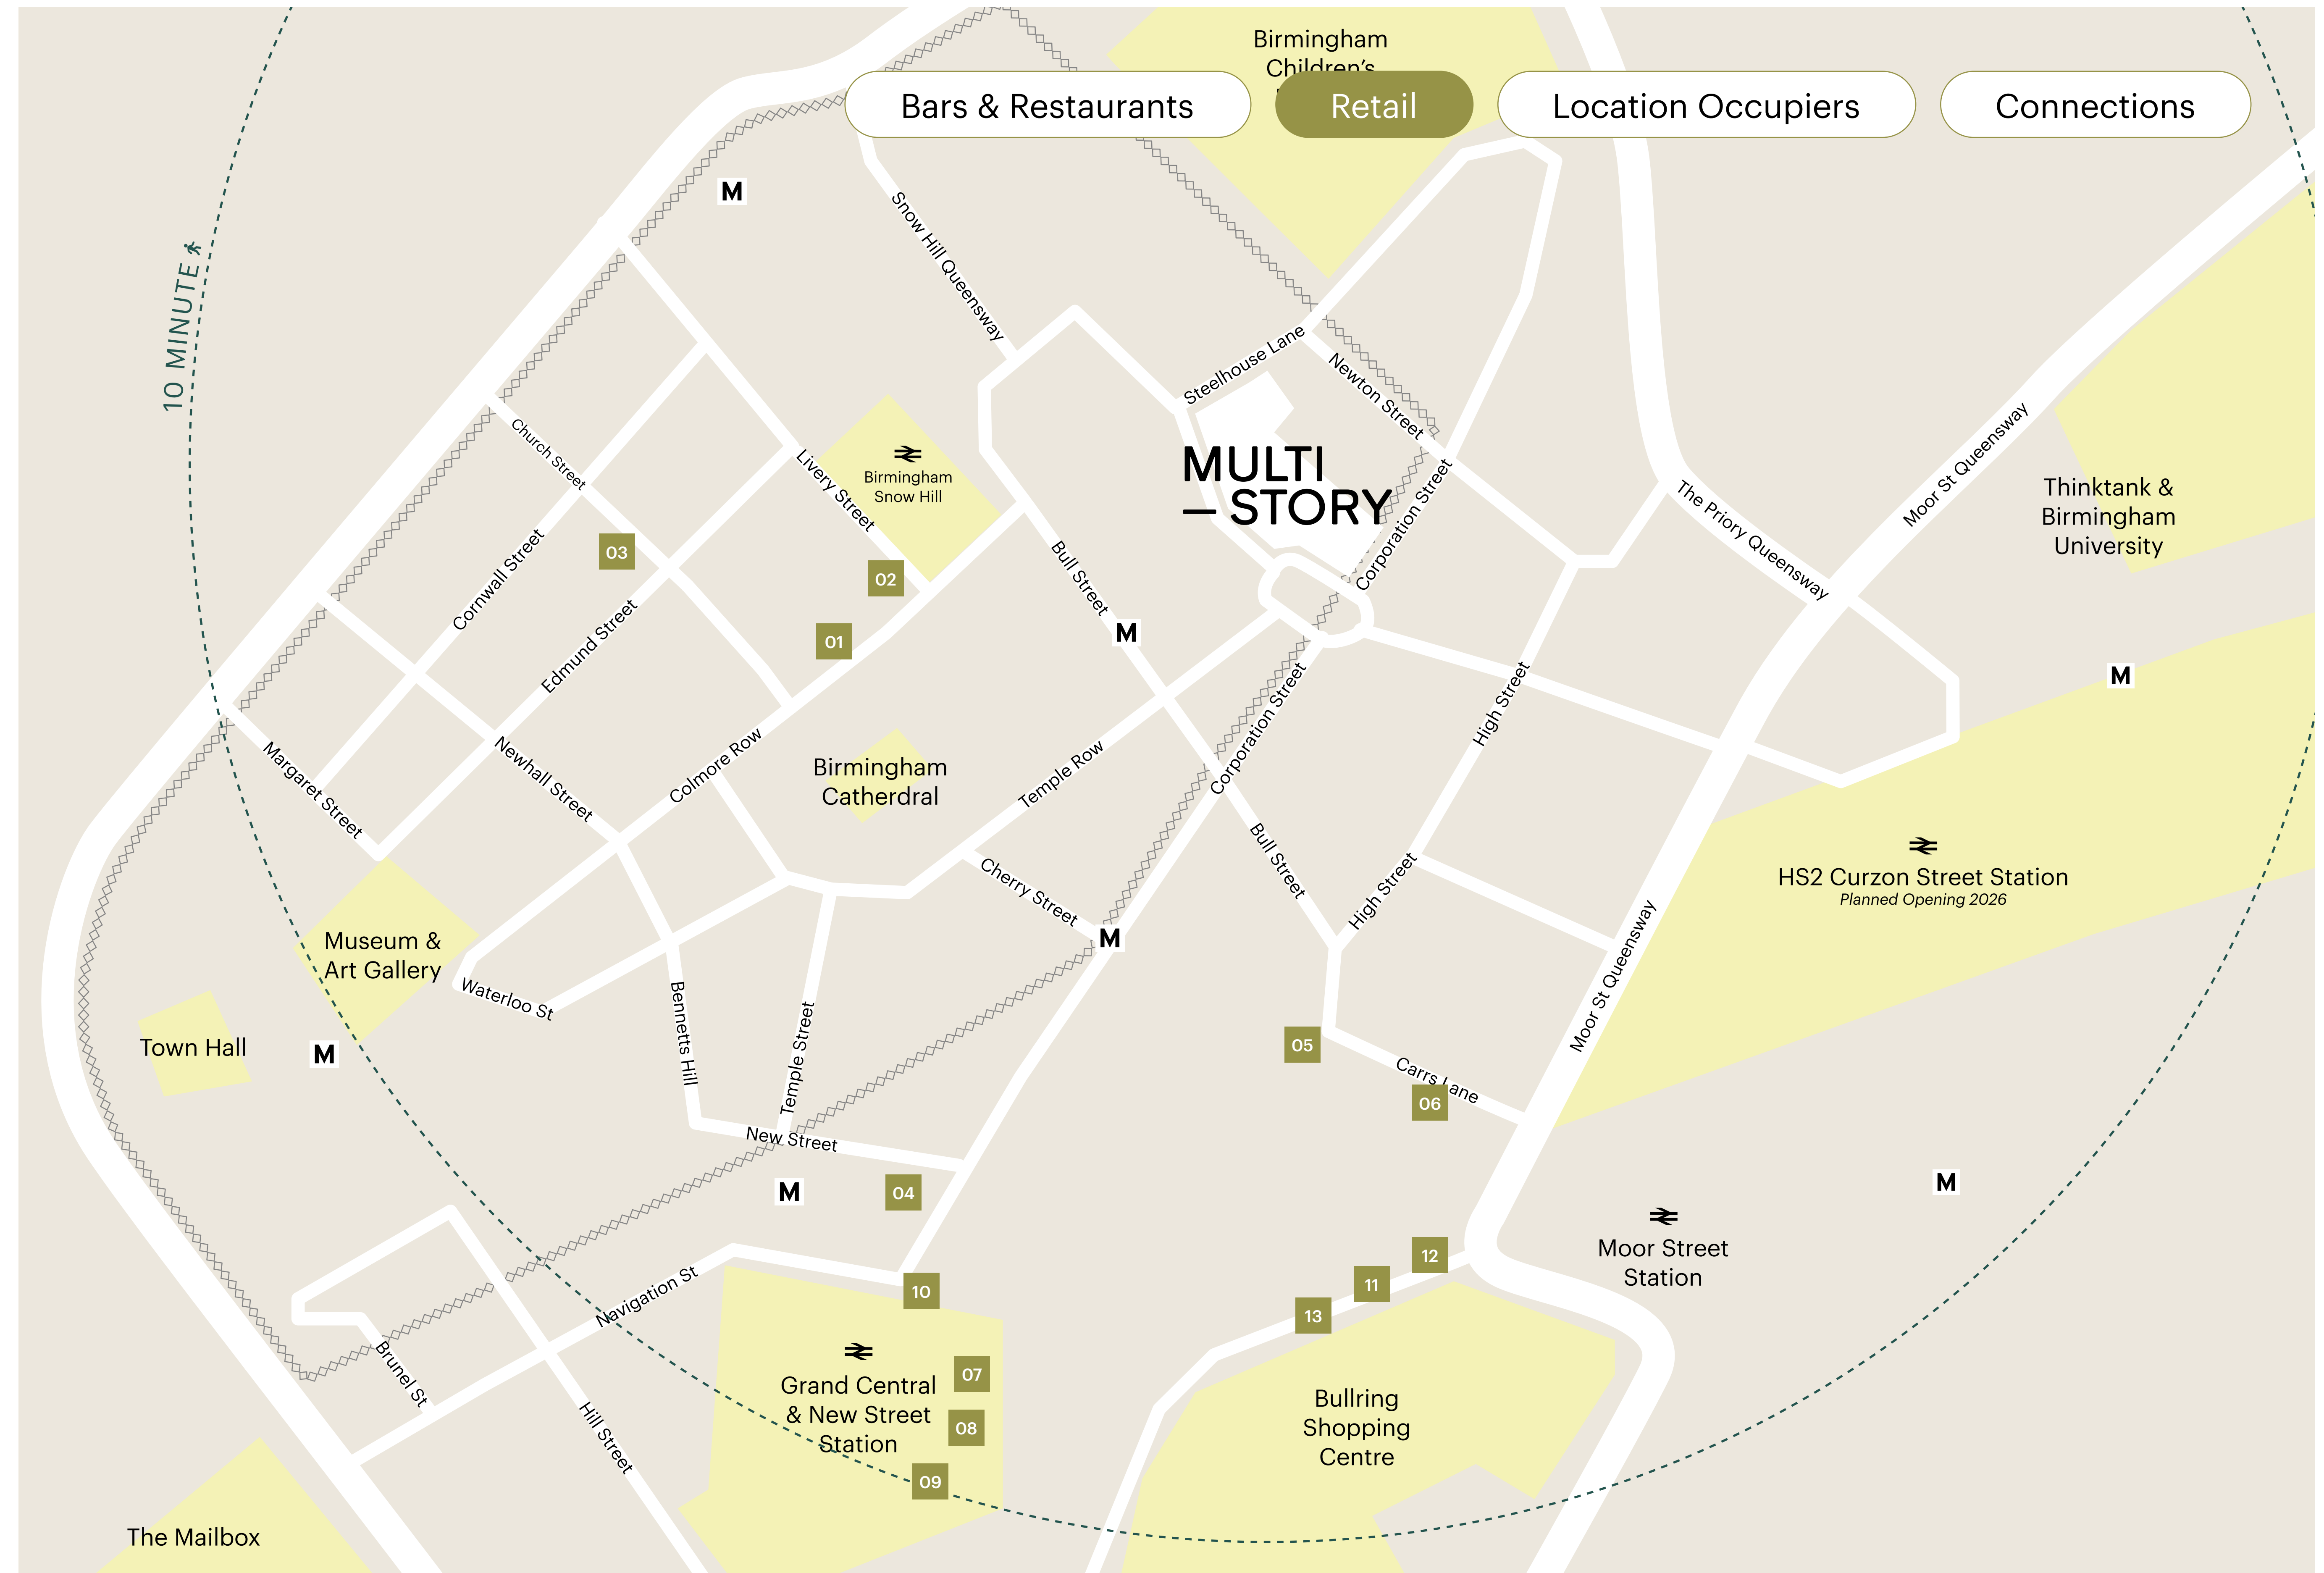 Birmingham
Children's
Bars & Restaurants
Retail
Location Occupiers
Connections
M
10 MINUTE
Snow Hill Queensway
Steelhouse Lane
Newton Street
Church Street
Livery Street
Birmingham
Snow Hill
MULTI
— STORY
Corporation Street
The Priory Queensway
Moor St Queensway
Thinktank &
Birmingham
University
Cornwall Street
03
02
Edmund Street
01
Bull Street
M
M
Margaret Street
Newhall Street
Colmore Row
Birmingham
Catherdral
Temple Row
Corporation Street
High Street
Cherry Street
Bull Street
High Street
HS2 Curzon Street Station
Planned Opening 2026
M
Museum &
Art Gallery
Waterloo St
Town Hall
M
Bennetts Hill
Temple Street
Moor St Queensway
05
Carrs Lane
06
New Street
M
04
M
Moor Street
Station
12
11
13
10
Navigation St
Brunel St
Hill Street
Grand Central
& New Street
Station
07
08
09
Bullring
Shopping
Centre
The Mailbox